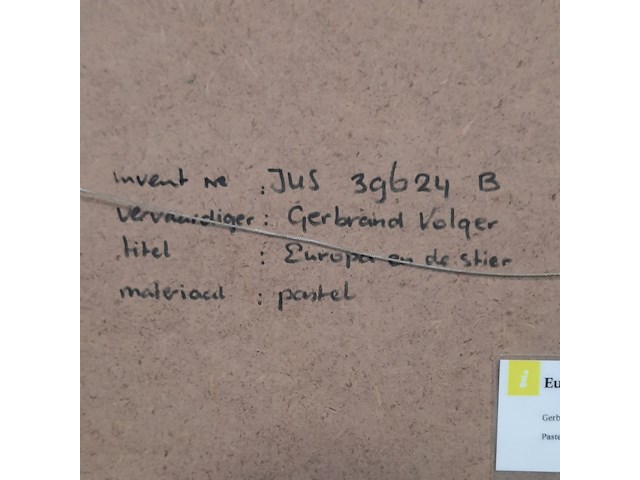 invent nr : JUS 39624 B
vervaardiger : Gerbrand Volger
titel : Europa en de stier
materiaal : pastel
i Eu
Gerb
Paste